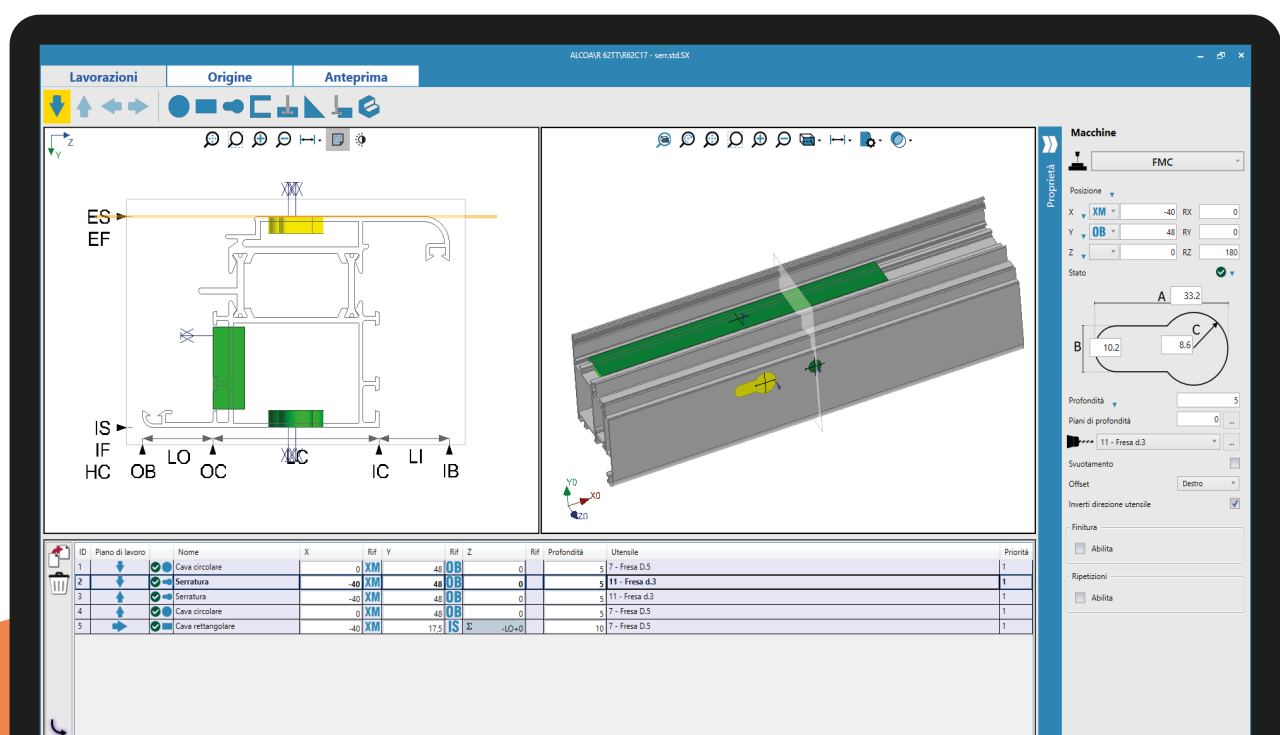 ALCOA\R 62TT\R62C17 - serr.std.SX
Lavorazioni Origine Anteprima
Z
Y
ES
EF
IS
IF
HC OB LO OC LC IC LI IB
Y0
X0
Z0
Proprietà
Macchine
FMC
Posizione
X XM -40 RX 0
Y OB 48 RY 0
Z 0 RZ 180
Stato
A 33.2
B 10.2 8.6 C
Profondità 5
Piani di profondità 0 ...
11 - Fresa d.3 ...
Svuotamento
Offset Destro
Inverti direzione utensile
Finitura
Abilita
Ripetizioni
Abilita
ID Piano di lavoro Nome X Rif Y Rif Z Rif Profondità Utensile Priorità
1 Cava circolare 0 XM 48 OB 0 5 7 - Fresa D.5 1
2 Serratura -40 XM 48 OB 0 5 11 - Fresa d.3 1
3 Serratura -40 XM 48 OB 0 5 11 - Fresa d.3 1
4 Cava circolare 0 XM 48 OB 0 5 7 - Fresa D.5 1
5 Cava rettangolare -40 XM 17,5 IS Σ -LO+0 10 7 - Fresa D.5 1